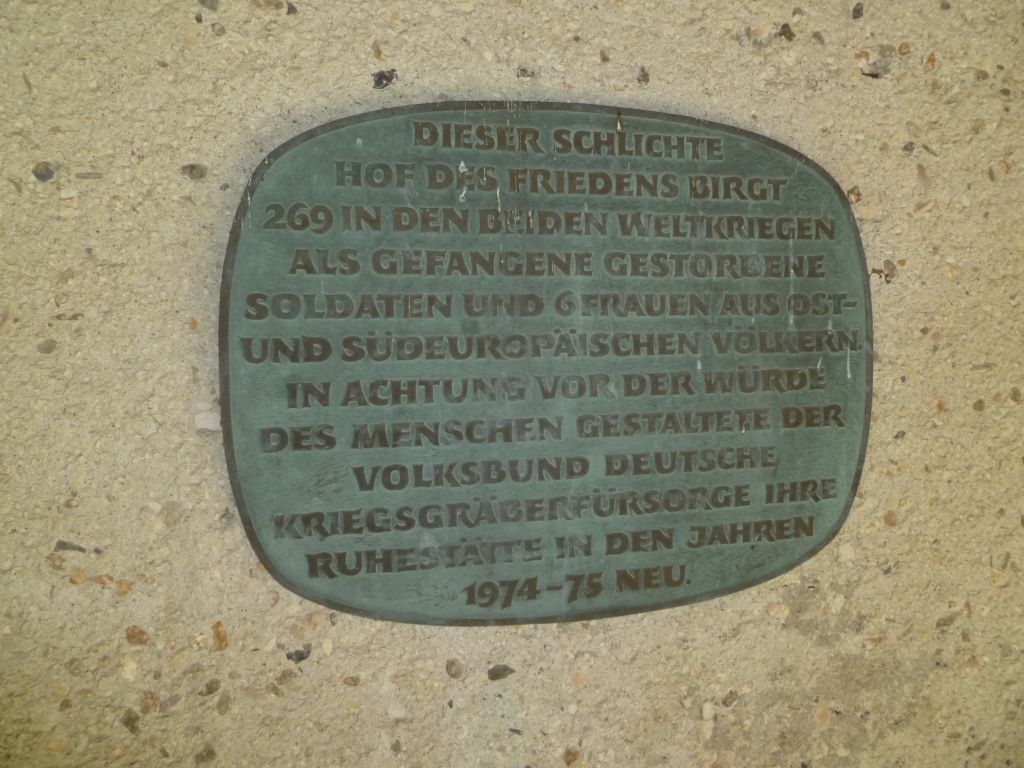 DIESER SCHLICHTE
HOF DES FRIEDENS BIRGT
269 IN DEN BEIDEN WELTKRIEGEN
ALS GEFANGENE GESTORBENE
SOLDATEN UND 6 FRAUEN AUS OST-
UND SÜDEUROPÄISCHEN VÖLKERN.
IN ACHTUNG VOR DER WÜRDE
DES MENSCHEN GESTALTETE DER
VOLKSBUND DEUTSCHE
KRIEGSGRÄBERFÜRSORGE IHRE
RUHESTÄTTE IN DEN JAHREN
1974-75 NEU.